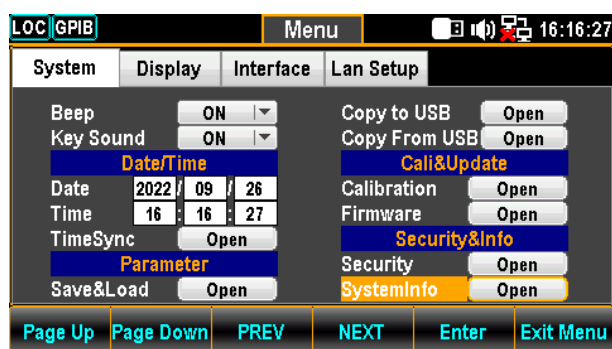 LOC GPIB Menu 16:16:27
System Display Interface Lan Setup
Beep ON
Key Sound ON
Date/Time
Date 2022 / 09 / 26
Time 16 : 16 : 27
TimeSync Open
Parameter
Save&Load Open
Copy to USB Open
Copy From USB Open
Cali&Update
Calibration Open
Firmware Open
Security&Info
Security Open
SystemInfo Open
Page Up Page Down PREV NEXT Enter Exit Menu